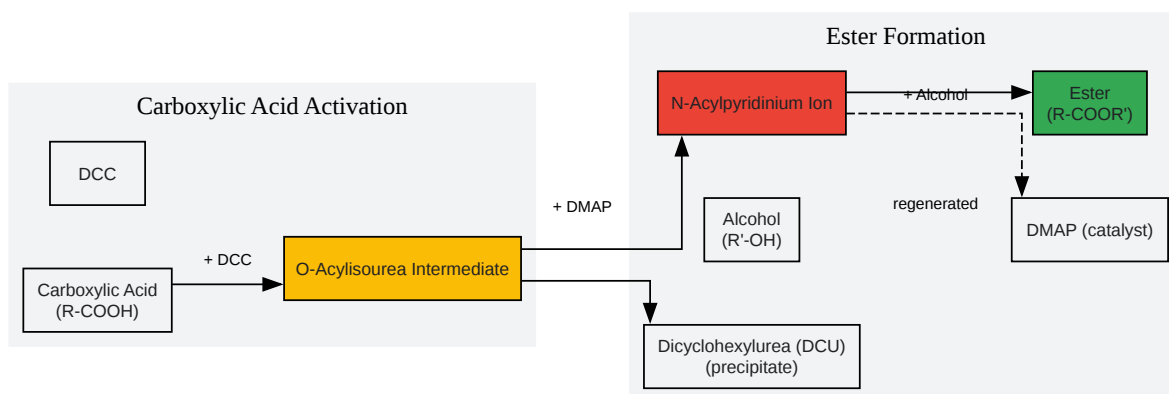 Carboxylic Acid Activation
DCC
Carboxylic Acid
(R-COOH)
+ DCC
O-Acylisourea Intermediate
+ DMAP
Ester Formation
N-Acylpyridinium Ion
+ Alcohol
Ester
(R-COOR')
Alcohol
(R'-OH)
regenerated
DMAP (catalyst)
Dicyclohexylurea (DCU)
(precipitate)